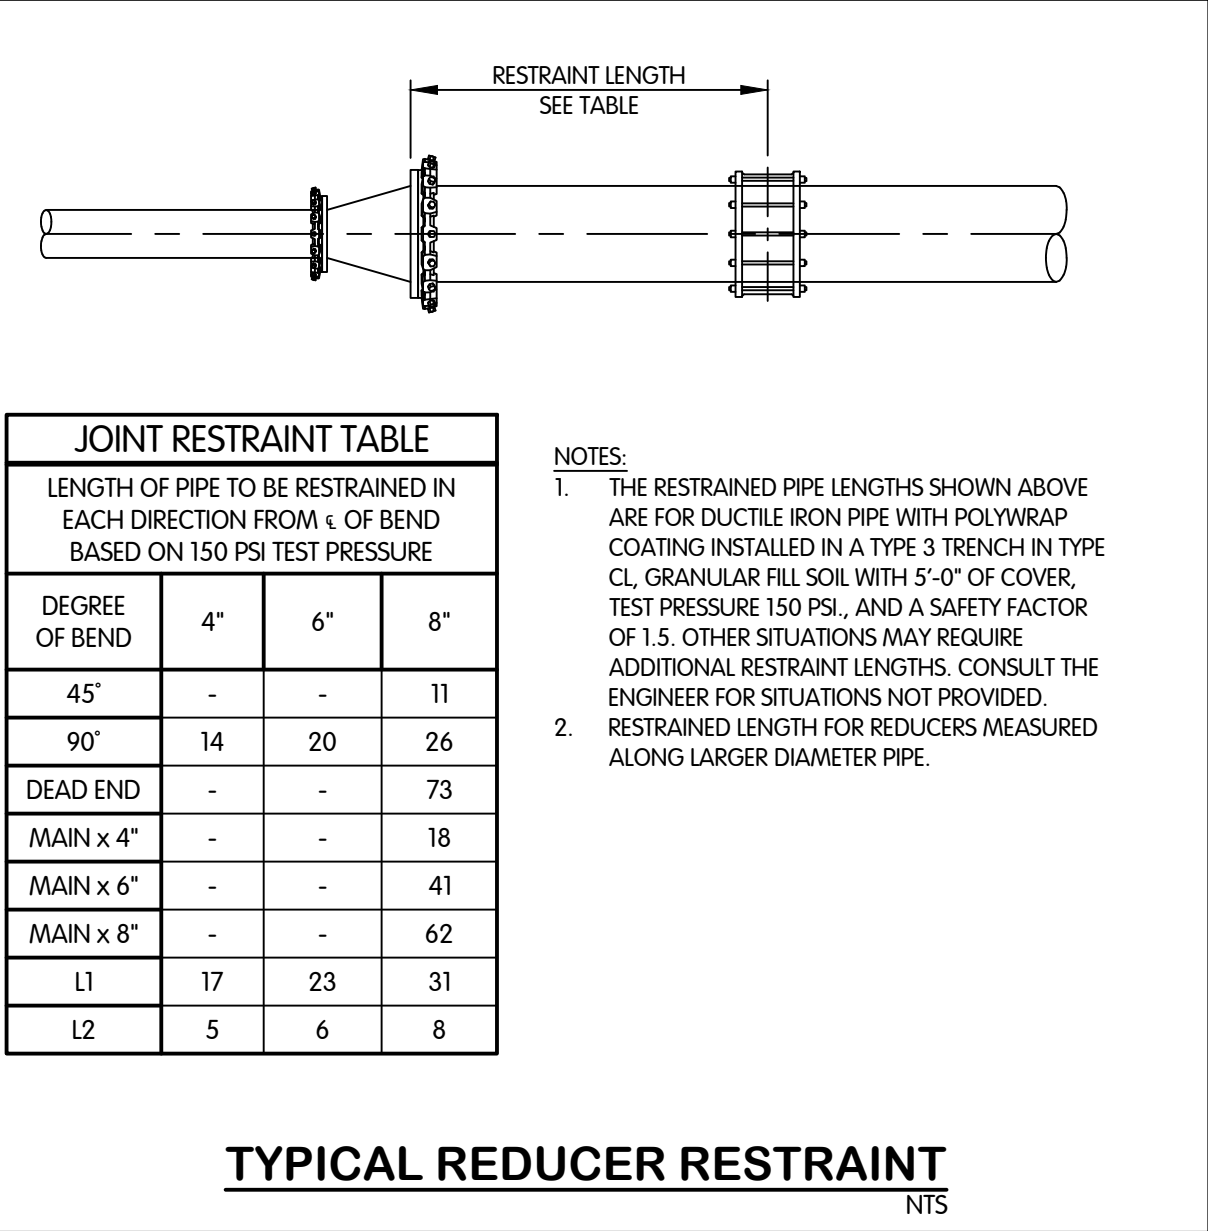 RESTRAINT LENGTH
SEE TABLE
JOINT RESTRAINT TABLE
LENGTH OF PIPE TO BE RESTRAINED IN
EACH DIRECTION FROM ℄ OF BEND
BASED ON 150 PSI TEST PRESSURE
DEGREE
OF BEND 4" 6" 8"
45° - - 11
90° 14 20 26
DEAD END - - 73
MAIN x 4" - - 18
MAIN x 6" - - 41
MAIN x 8" - - 62
L1 17 23 31
L2 5 6 8
NOTES:
1. THE RESTRAINED PIPE LENGTHS SHOWN ABOVE
ARE FOR DUCTILE IRON PIPE WITH POLYWRAP
COATING INSTALLED IN A TYPE 3 TRENCH IN TYPE
CL, GRANULAR FILL SOIL WITH 5'-0" OF COVER,
TEST PRESSURE 150 PSI., AND A SAFETY FACTOR
OF 1.5. OTHER SITUATIONS MAY REQUIRE
ADDITIONAL RESTRAINT LENGTHS. CONSULT THE
ENGINEER FOR SITUATIONS NOT PROVIDED.
2. RESTRAINED LENGTH FOR REDUCERS MEASURED
ALONG LARGER DIAMETER PIPE.
TYPICAL REDUCER RESTRAINT
NTS